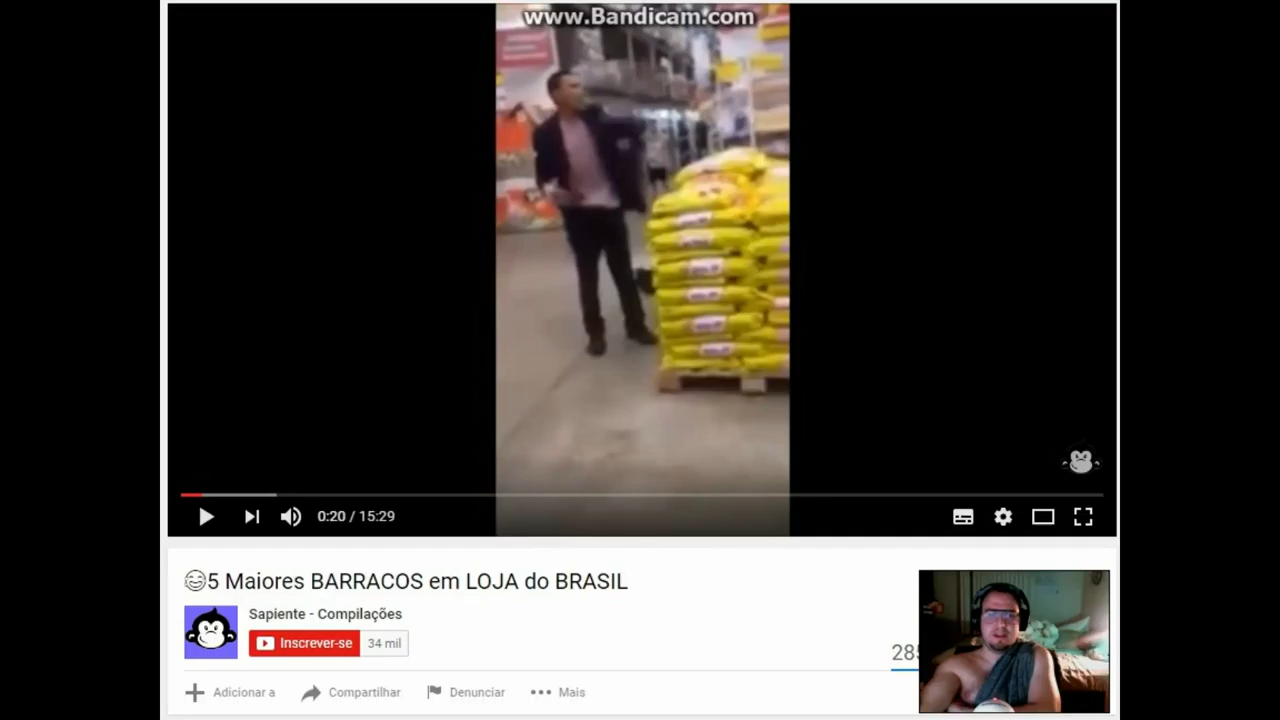 www.Bandicam.com
0:20 / 15:29
😂5 Maiores BARRACOS em LOJA do BRASIL
Sapiente - Compilações
Inscrever-se 34 mil
285
Adicionar a Compartilhar Denunciar Mais